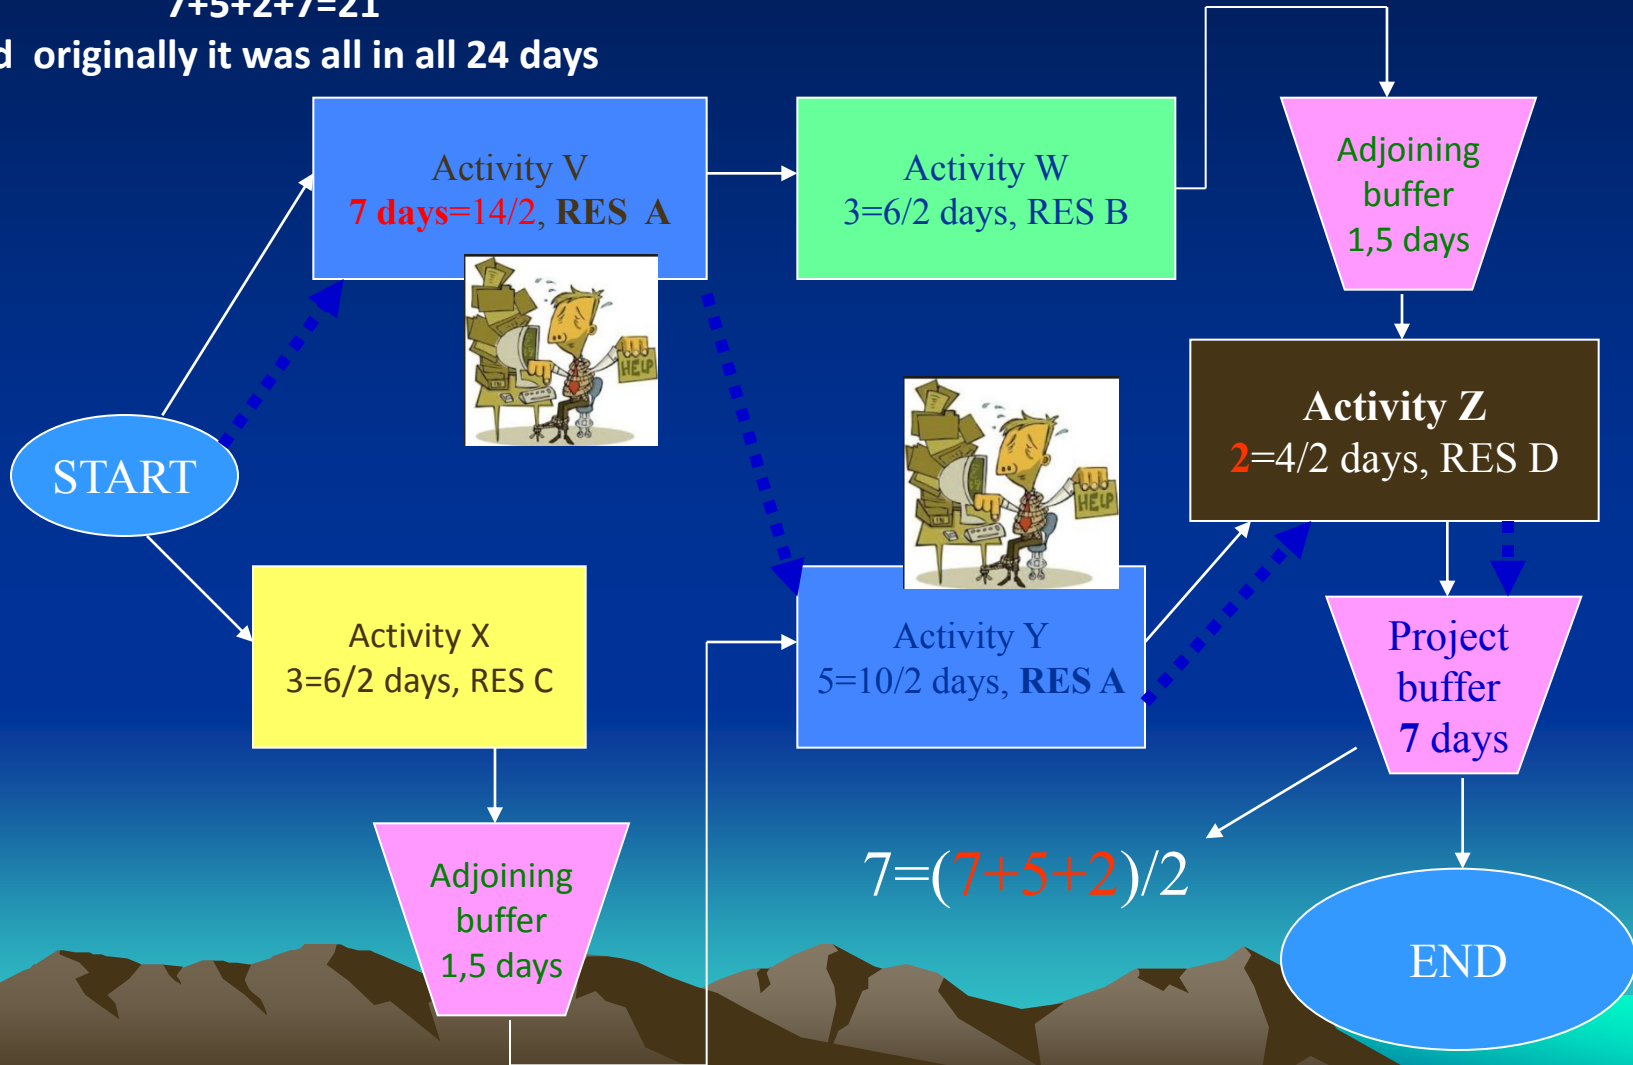 7+5+2+7=21
d originally it was all in all 24 days
Activity V
7 days=14/2, RES A
Activity W
3=6/2 days, RES B
Adjoining
buffer
1,5 days
HELP
START
HELP
Activity Z
2=4/2 days, RES D
Activity X
3=6/2 days, RES C
Activity Y
5=10/2 days, RES A
Project
buffer
7 days
Adjoining
buffer
1,5 days
7=(7+5+2)/2
END